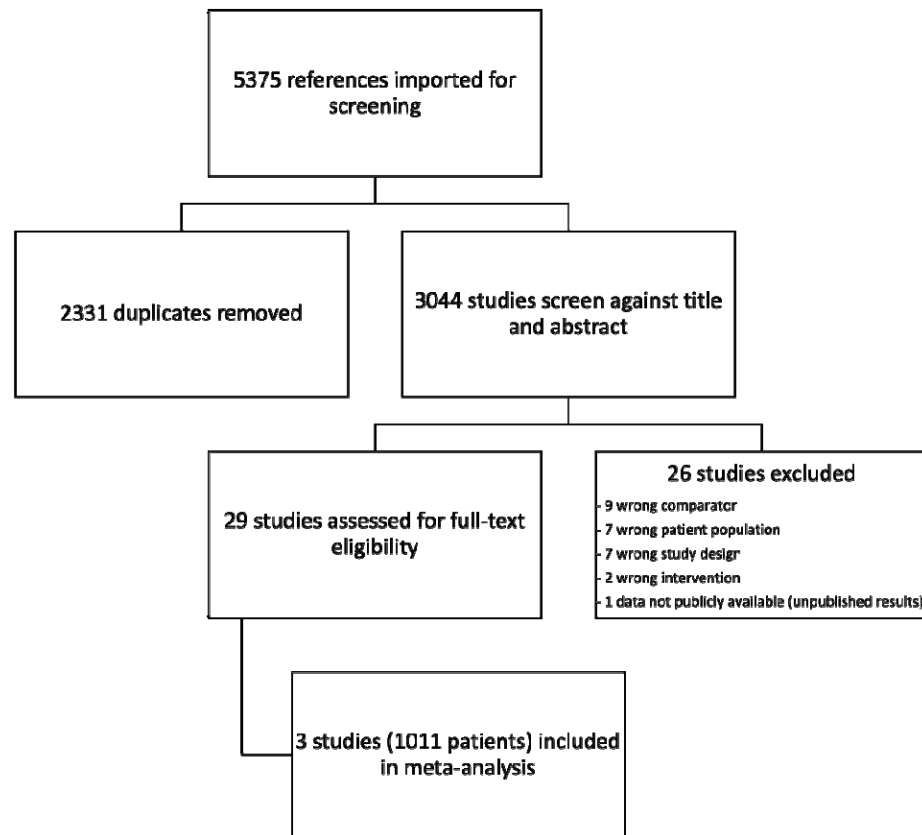 5375 references imported for
screening
2331 duplicates removed
3044 studies screen against title
and abstract
29 studies assessed for full-text
eligibility
26 studies excluded
- 9 wrong comparator
- 7 wrong patient population
- 7 wrong study design
- 2 wrong intervention
- 1 data not publicly available (unpublished results)
3 studies (1011 patients) included
in meta-analysis